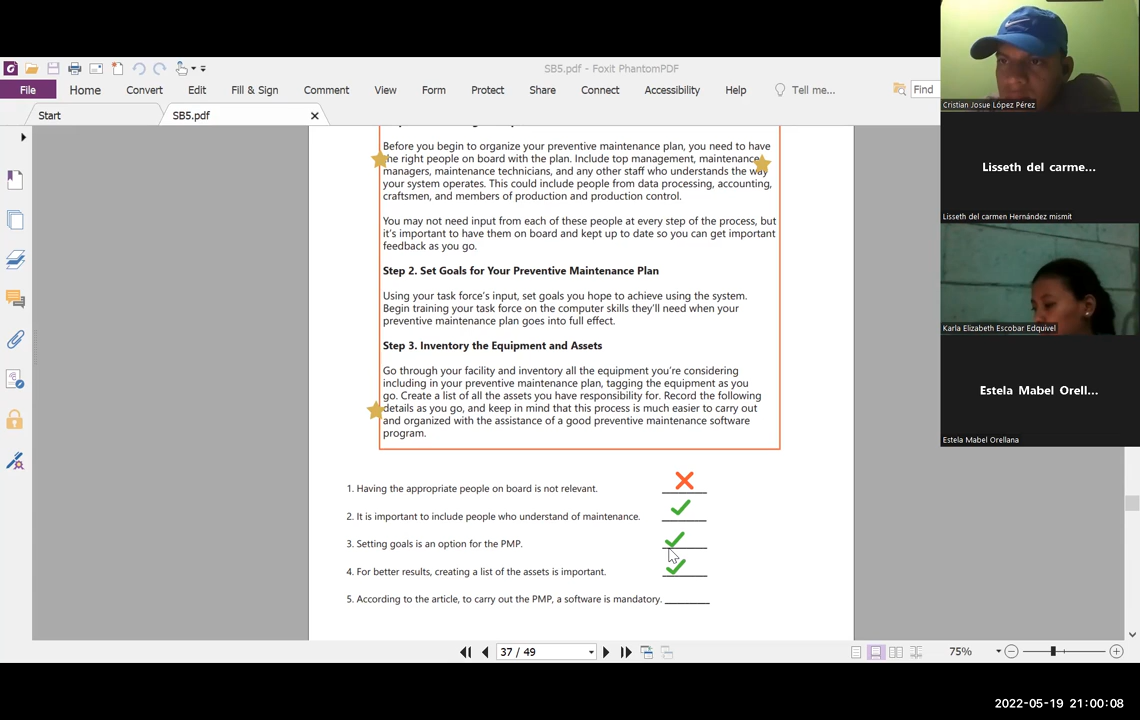 SB5.pdf - Foxit PhantomPDF
File Home Convert Edit Fill & Sign Comment View Form Protect Share Connect Accessibility Help Tell me... Find
Start SB5.pdf
Before you begin to organize your preventive maintenance plan, you need to have
the right people on board with the plan. Include top management, maintenance
managers, maintenance technicians, and any other staff who understands the way
your system operates. This could include people from data processing, accounting,
craftsmen, and members of production and production control.
You may not need input from each of these people at every step of the process, but
it's important to have them on board and kept up to date so you can get important
feedback as you go.
Step 2. Set Goals for Your Preventive Maintenance Plan
Using your task force's input, set goals you hope to achieve using the system.
Begin training your task force on the computer skills they'll need when your
preventive maintenance plan goes into full effect.
Step 3. Inventory the Equipment and Assets
Go through your facility and inventory all the equipment you're considering
including in your preventive maintenance plan, tagging the equipment as you
go. Create a list of all the assets you have responsibility for. Record the following
details as you go, and keep in mind that this process is much easier to carry out
and organized with the assistance of a good preventive maintenance software
program.
1. Having the appropriate people on board is not relevant.
2. It is important to include people who understand of maintenance.
3. Setting goals is an option for the PMP.
4. For better results, creating a list of the assets is important.
5. According to the article, to carry out the PMP, a software is mandatory.
37 / 49
75%
Cristian Josue López Pérez
Lisseth del carme...
Lisseth del carmen Hernández mismit
Karla Elizabeth Escobar Edquivel
Estela Mabel Orell...
Estela Mabel Orellana
2022-05-19 21:00:08